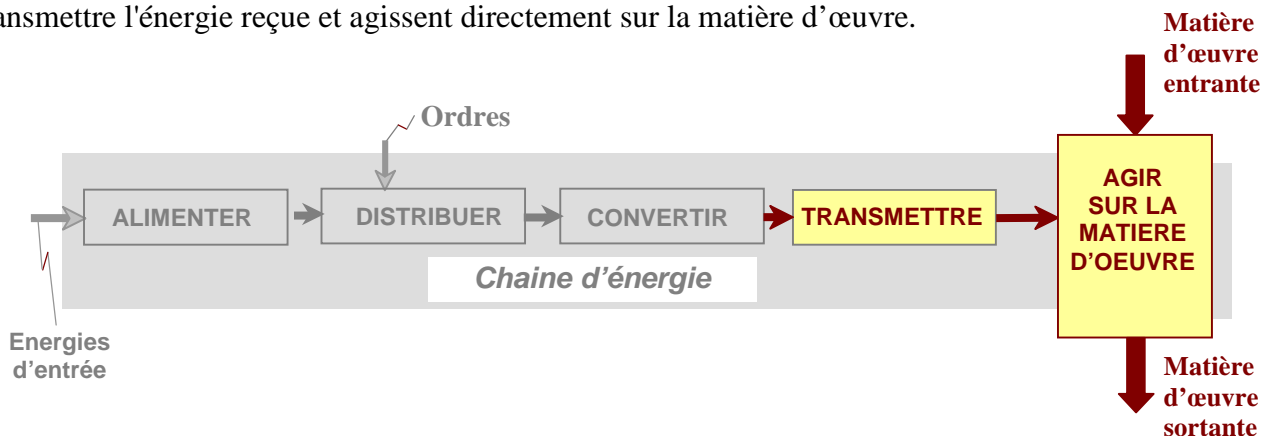 ansmettre l'énergie reçue et agissent directement sur la matière d’œuvre.
Matière
d’œuvre
entrante
Ordres
ALIMENTER
DISTRIBUER
CONVERTIR
TRANSMETTRE
AGIR
SUR LA
MATIERE
D’OEUVRE
Chaine d’énergie
Energies
d’entrée
Matière
d’œuvre
sortante